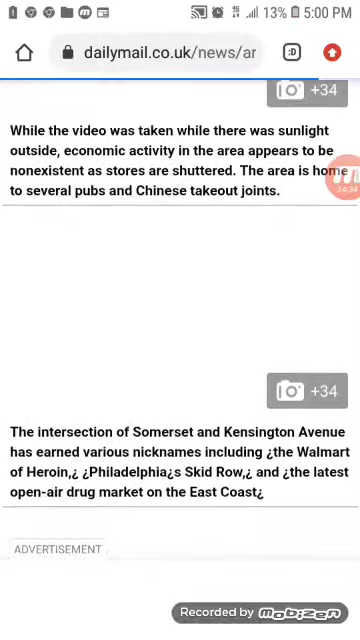 13% 5:00 PM
dailymail.co.uk/news/ar
:D
+34
While the video was taken while there was sunlight
outside, economic activity in the area appears to be
nonexistent as stores are shuttered. The area is home
to several pubs and Chinese takeout joints.
24:34
+34
The intersection of Somerset and Kensington Avenue
has earned various nicknames including ¿the Walmart
of Heroin,¿ ¿Philadelphia¿s Skid Row,¿ and ¿the latest
open-air drug market on the East Coast¿
ADVERTISEMENT
Recorded by mobizen